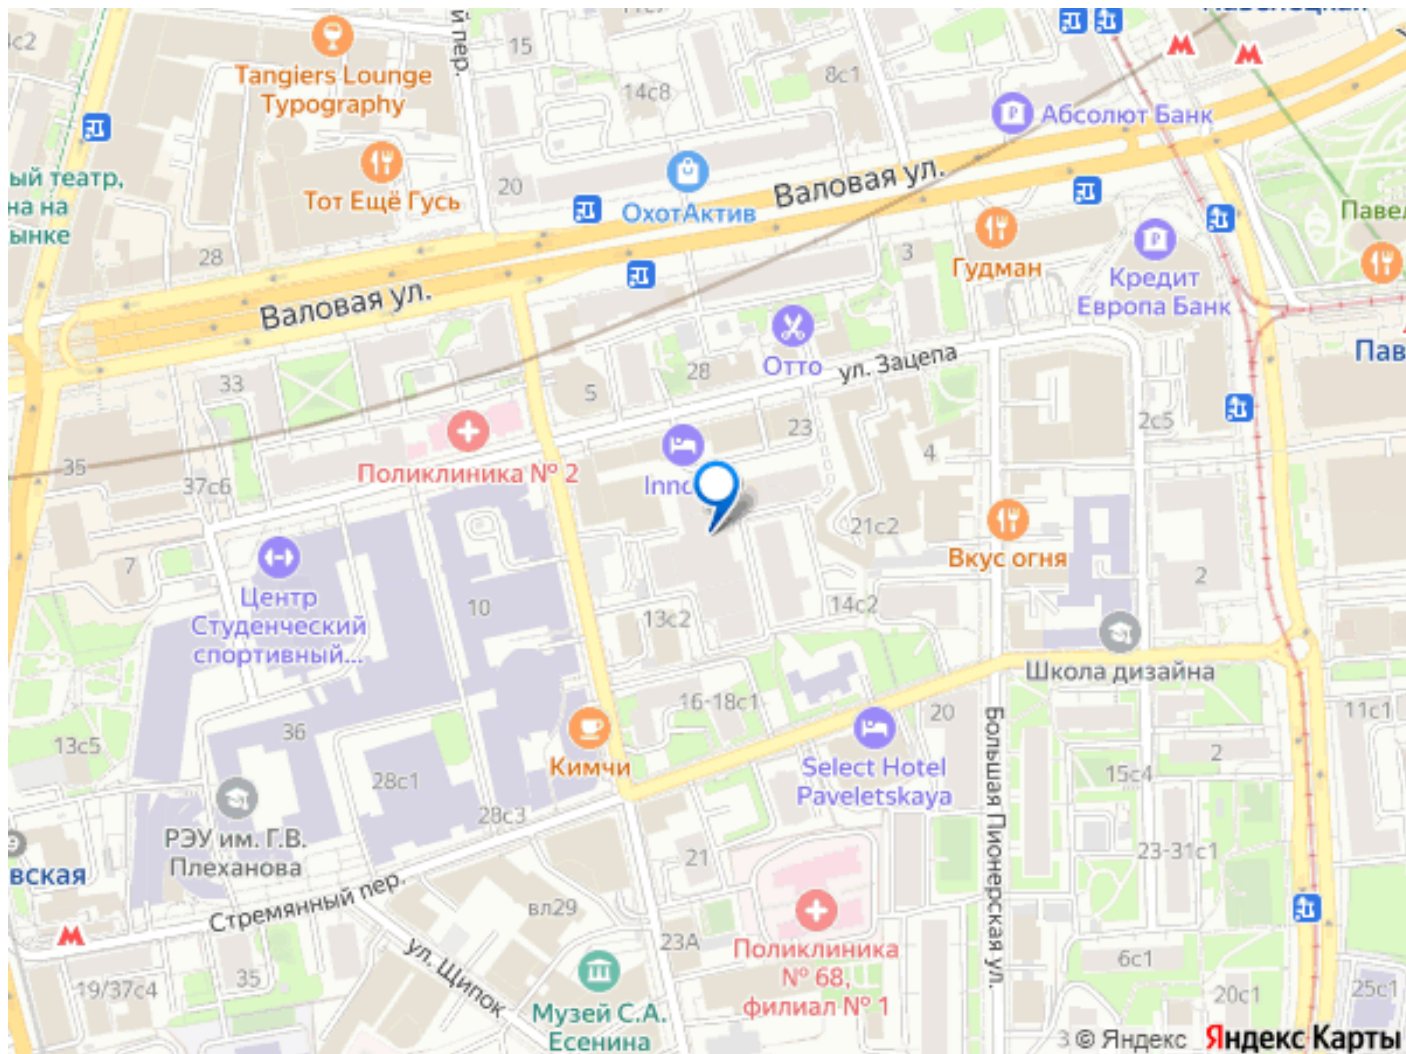 15
й пер.
8с1
14с8
Tangiers Lounge
Typography
Абсолют Банк
ый театр,
на на
ынке
Тот Ещё Гусь
20
ОхотАктив
Валовая ул.
28
3
Гудман
Кредит
Европа Банк
Павел
Валовая ул.
Отто
ул. Зацепа
Пав
33
5
28
23
2с5
35
37с6
Поликлиника № 2
Inno
4
21с2
Вкус огня
7
Центр
Студенческий
спортивный...
10
13с2
14с2
2
Школа дизайна
16-18с1
20
11с1
13с5
36
Кимчи
Select Hotel
Paveletskaya
Большая Пионерская ул.
2
15с4
28с1
28с3
РЭУ им. Г.В.
Плеханова
вская
21
23-31с1
Стремянный пер.
вл29
ул. Щипок
23А
Поликлиника
№ 68,
филиал № 1
6с1
19/37с4
35
Музей С.А.
Есенина
20с1
25с1
3
© Яндекс Яндекс Карты